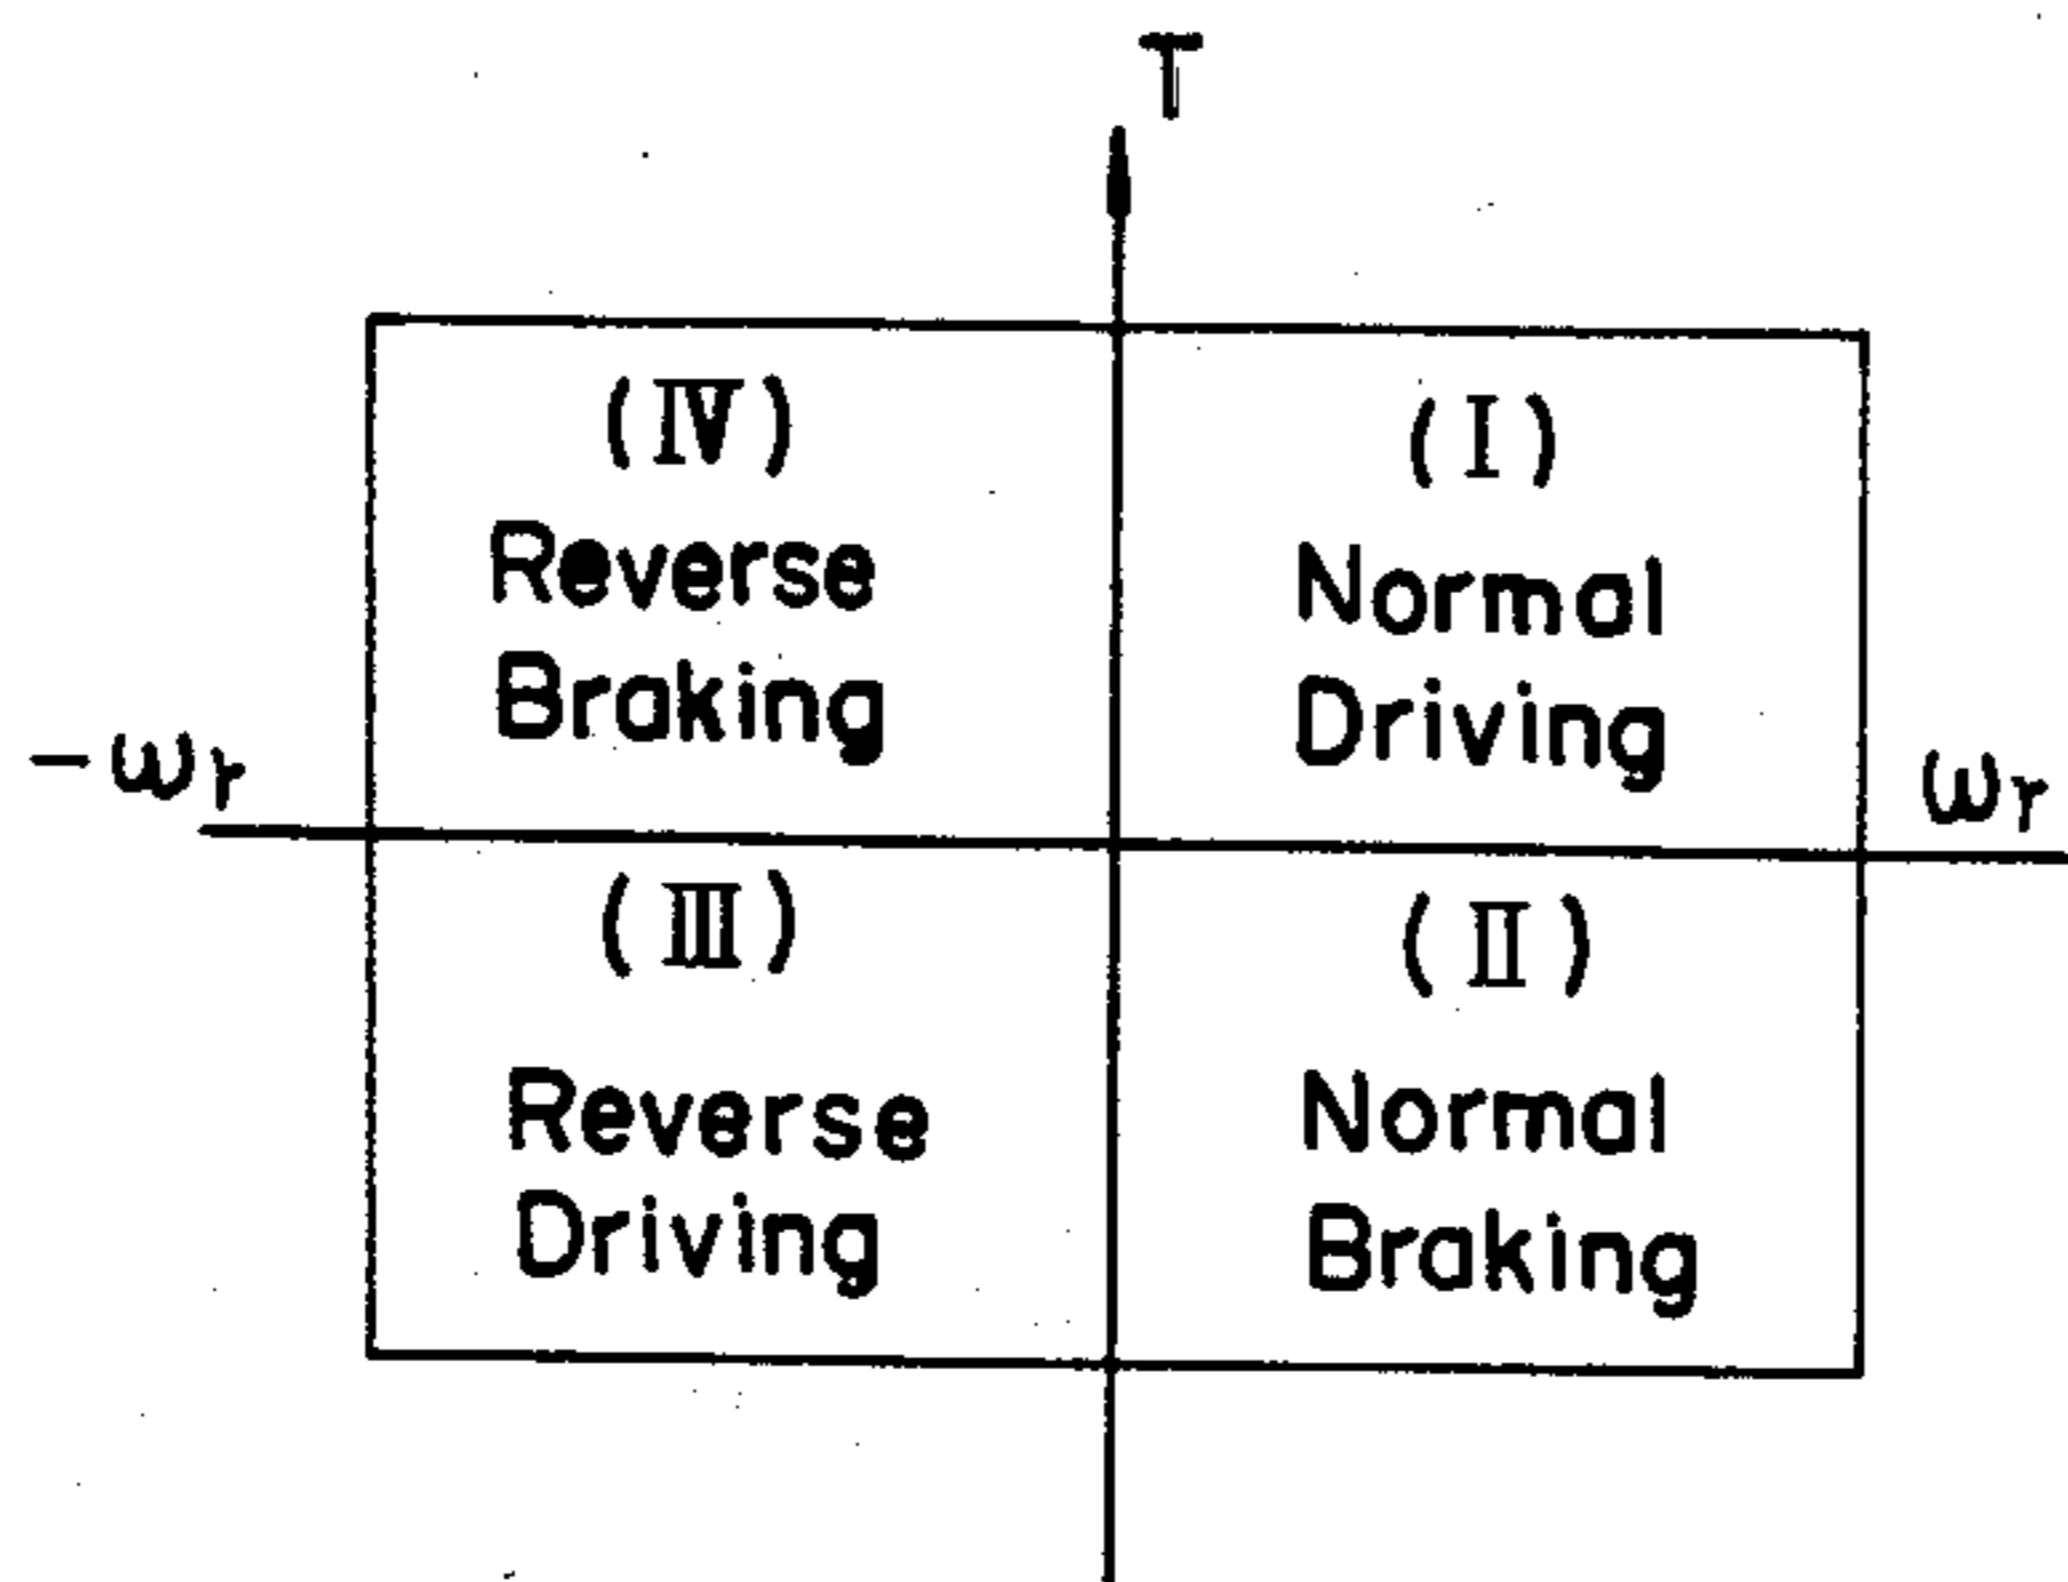 T
(IV)
Reverse
Braking
(I)
Normal
Driving
-ωr
ωr
(III)
Reverse
Driving
(II)
Normal
Braking